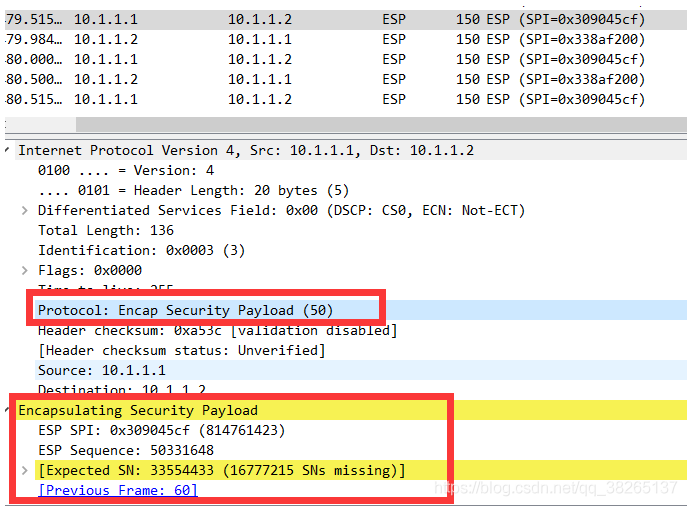 479.515... 10.1.1.1 10.1.1.2 ESP 150 ESP (SPI=0x309045cf)
479.984... 10.1.1.2 10.1.1.1 ESP 150 ESP (SPI=0x338af200)
480.000... 10.1.1.1 10.1.1.2 ESP 150 ESP (SPI=0x309045cf)
480.500... 10.1.1.2 10.1.1.1 ESP 150 ESP (SPI=0x338af200)
480.515... 10.1.1.1 10.1.1.2 ESP 150 ESP (SPI=0x309045cf)
Internet Protocol Version 4, Src: 10.1.1.1, Dst: 10.1.1.2
0100 .... = Version: 4
.... 0101 = Header Length: 20 bytes (5)
Differentiated Services Field: 0x00 (DSCP: CS0, ECN: Not-ECT)
Total Length: 136
Identification: 0x0003 (3)
Flags: 0x0000
Time to live: 255
Protocol: Encap Security Payload (50)
Header checksum: 0xa53c [validation disabled]
[Header checksum status: Unverified]
Source: 10.1.1.1
Destination: 10.1.1.2
Encapsulating Security Payload
ESP SPI: 0x309045cf (814761423)
ESP Sequence: 50331648
[Expected SN: 33554433 (16777215 SNs missing)]
[Previous Frame: 60]
https://blog.csdn.net/qq_38265137